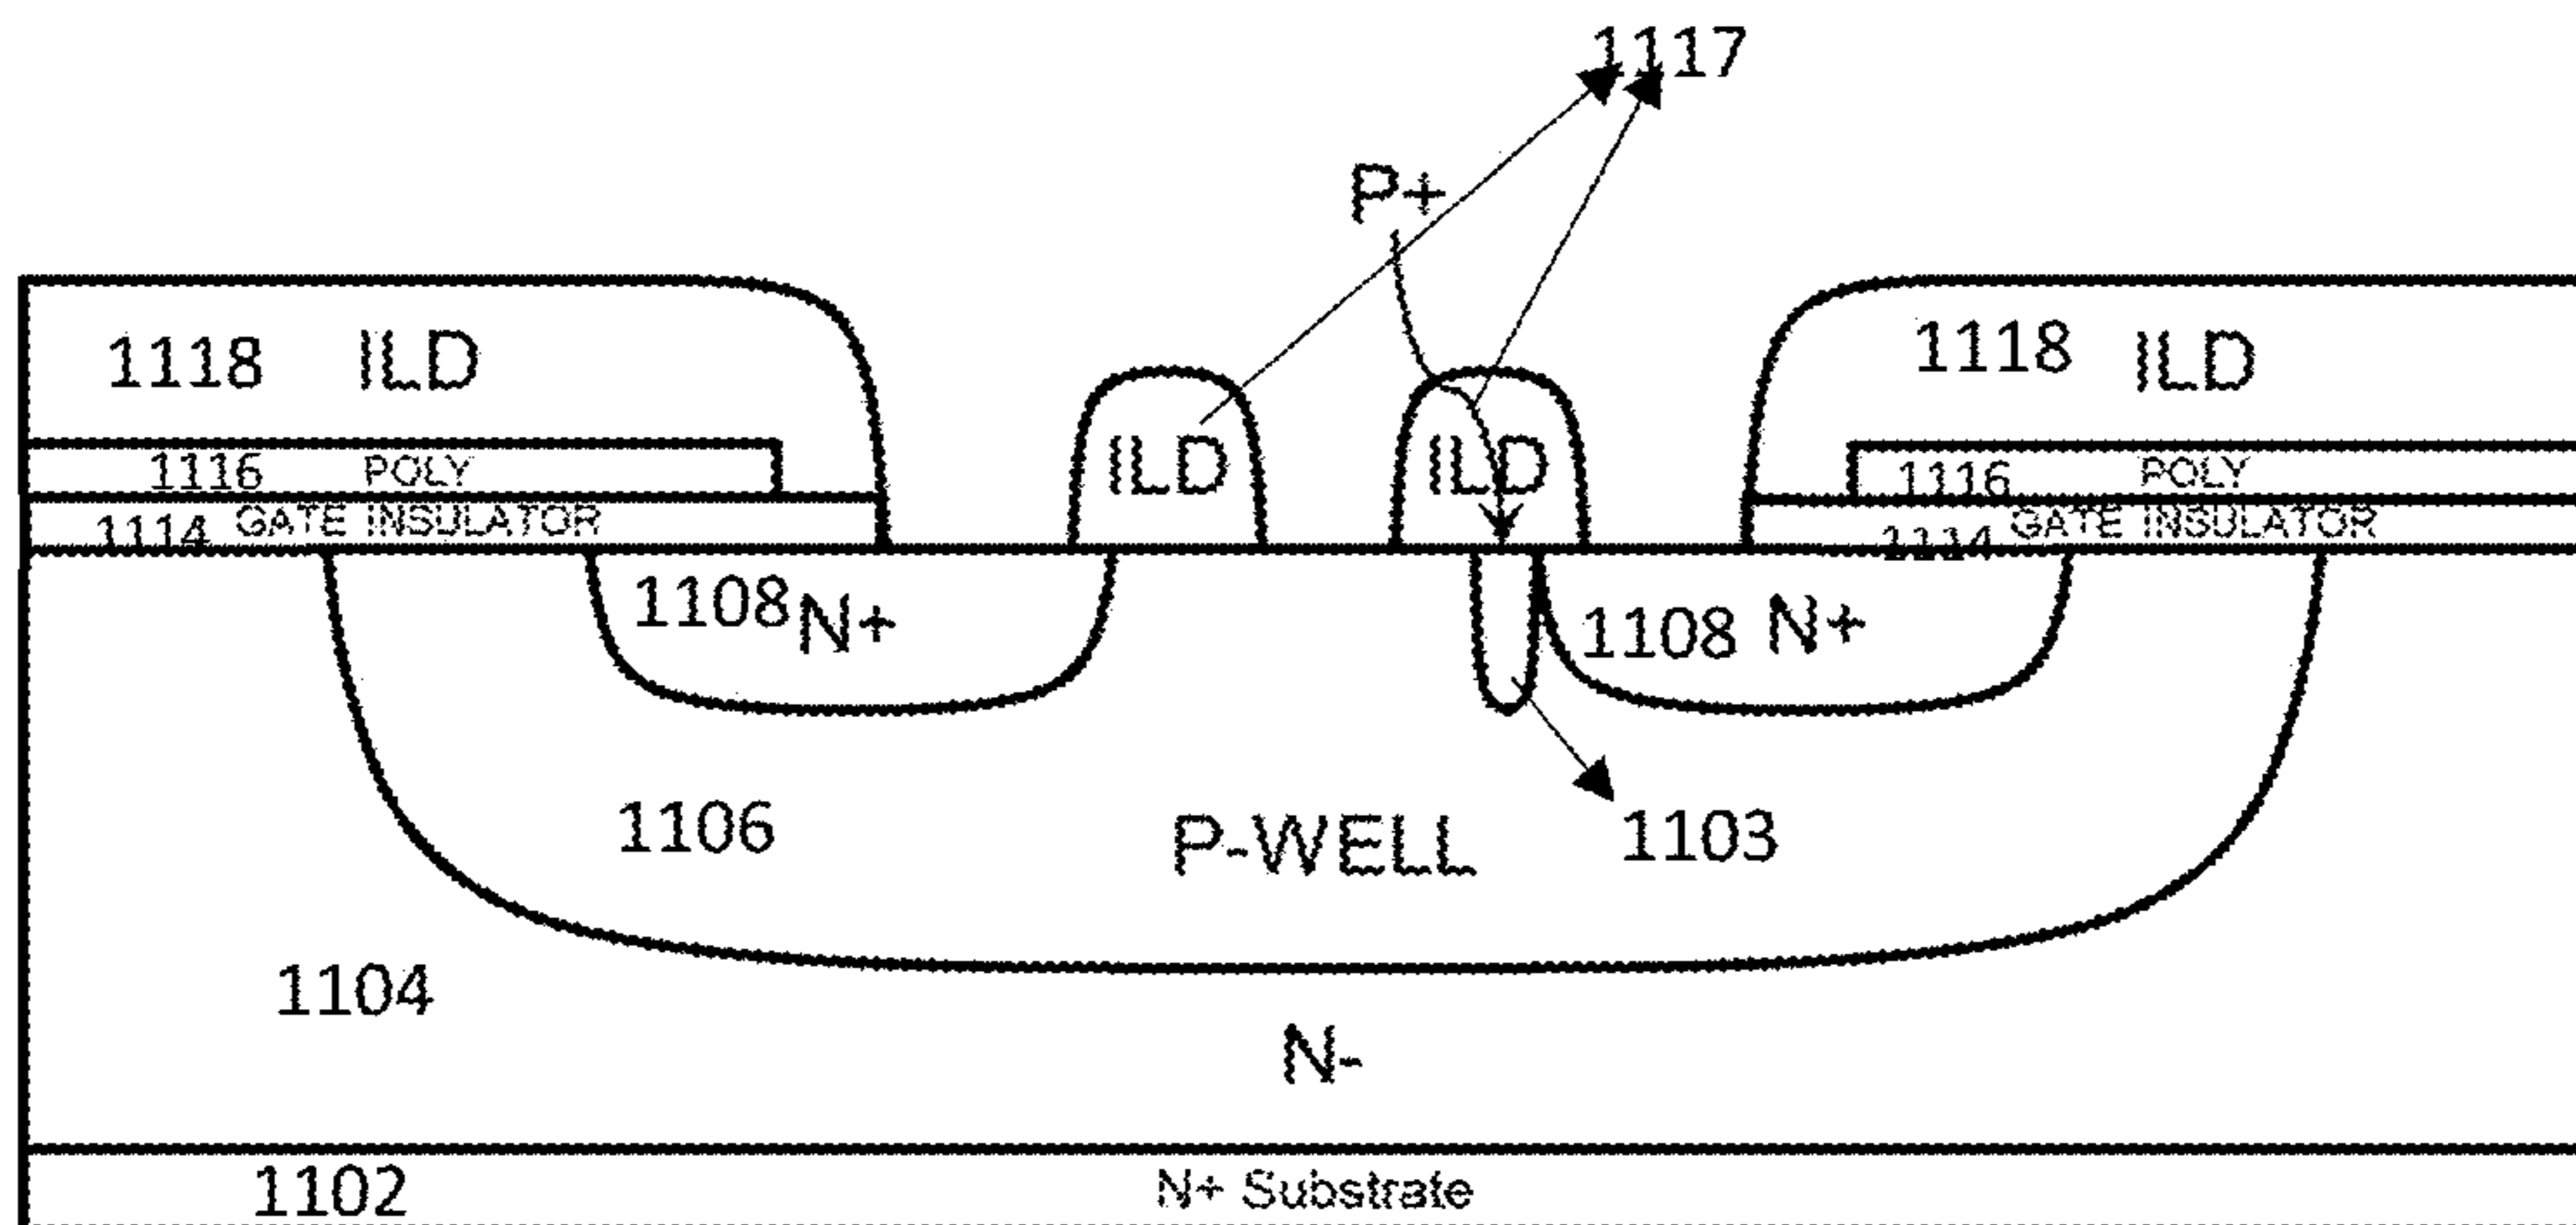 1117
P+
1118 ILD
1118 ILD
ILD
ILD
1116 POLY
1116 POLY
1114 GATE INSULATOR
1114 GATE INSULATOR
1108 N+
1108 N+
1106
P-WELL
1103
1104
N-
1102
N+ Substrate